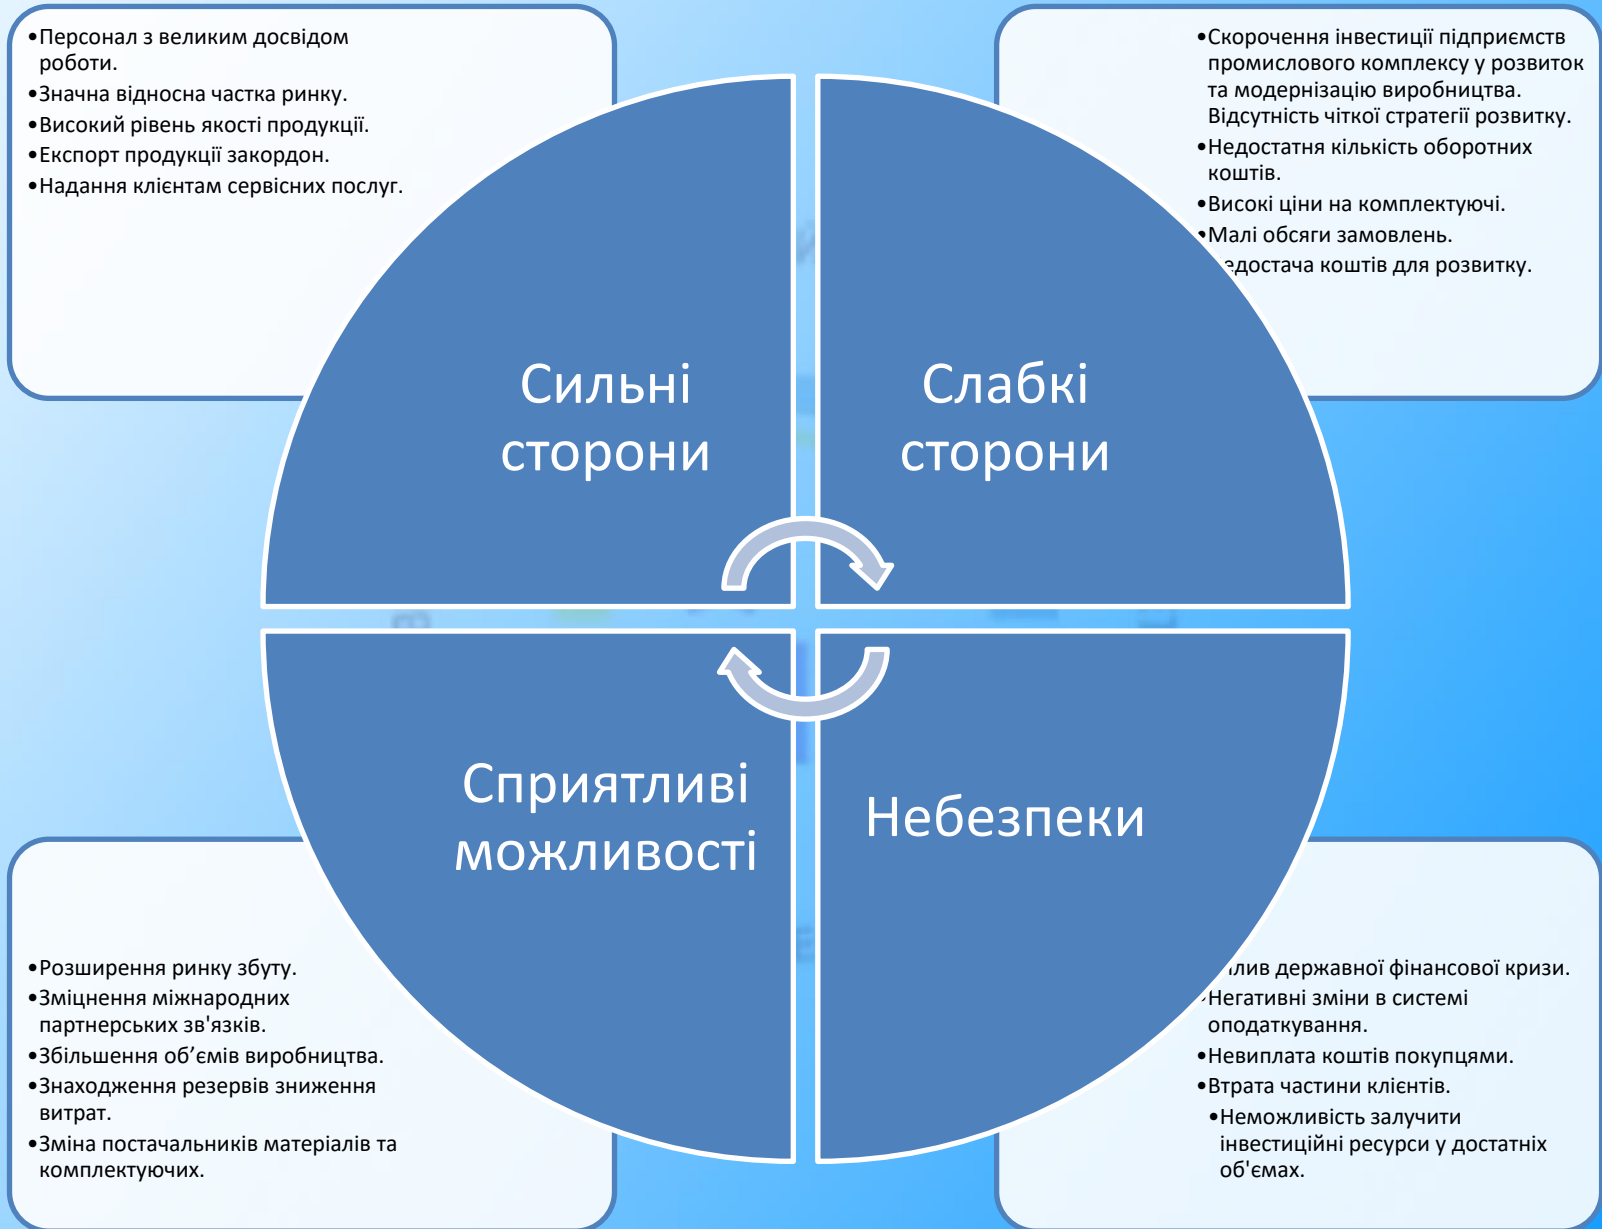 •Персонал з великим досвідом
роботи.
•Значна відносна частка ринку.
•Високий рівень якості продукції.
•Експорт продукції закордон.
•Надання клієнтам сервісних послуг.
•Скорочення інвестиції підприємств
промислового комплексу у розвиток
та модернізацію виробництва.
Відсутність чіткої стратегії розвитку.
•Недостатня кількість оборотних
коштів.
•Високі ціни на комплектуючі.
•Малі обсяги замовлень.
коштів для розвитку.
Сильні
сторони
Слабкі
сторони
Сприятливі
можливості
Небезпеки
•Розширення ринку збуту.
•Зміцнення міжнародних
партнерських зв'язків.
•Збільшення об’ємів виробництва.
•Знаходження резервів зниження
витрат.
•Зміна постачальників матеріалів та
комплектуючих.
державної фінансової кризи.
•Негативні зміни в системі
оподаткування.
•Невиплата коштів покупцями.
•Втрата частини клієнтів.
•Неможливість залучити
інвестиційні ресурси у достатніх
об'ємах.